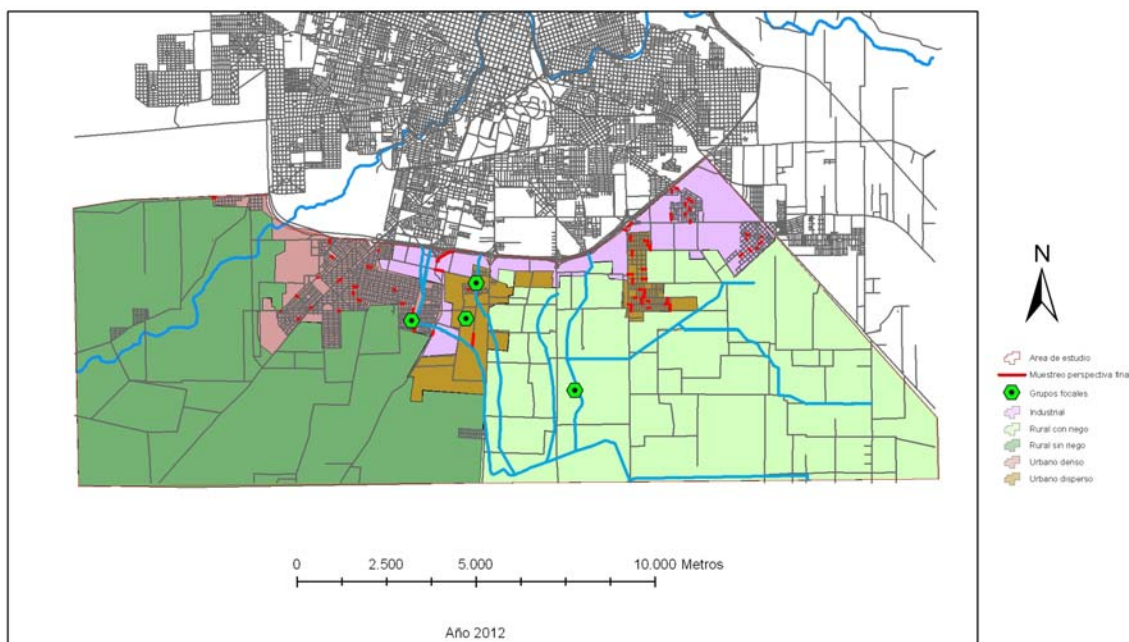 N
Area de estudio
Muestreo perspectiva final
Grupos focales
Industrial
Rural con riego
Rural sin riego
Urbano denso
Urbano disperso
0 2.500 5.000 10.000 Metros
Año 2012